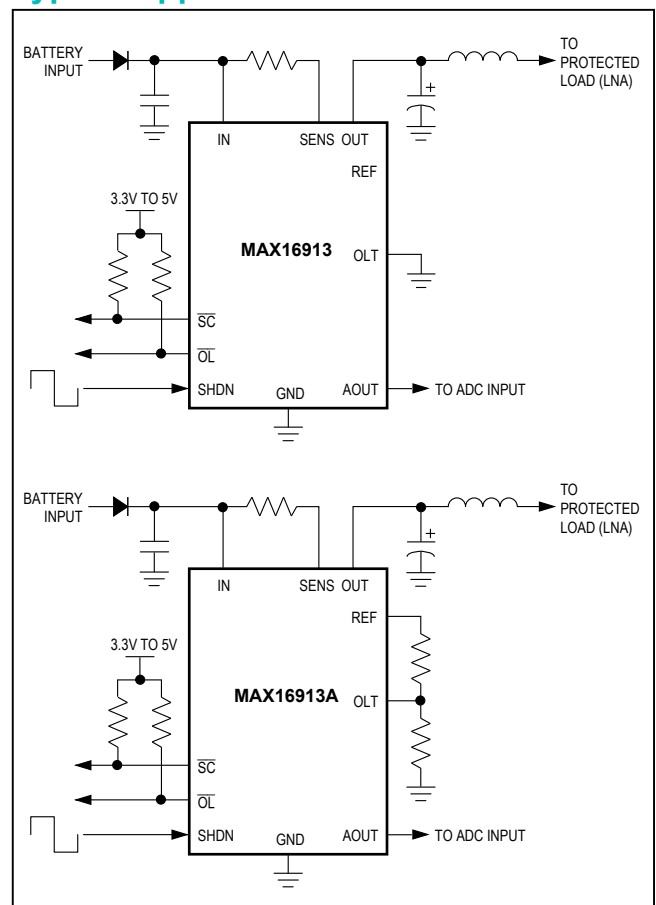 BATTERY
INPUT
TO
PROTECTED
LOAD (LNA)
+
IN
SENS OUT
REF
3.3V TO 5V
MAX16913
OLT
SC
OL
SHDN
GND
AOUT
TO ADC INPUT
BATTERY
INPUT
TO
PROTECTED
LOAD (LNA)
+
IN
SENS OUT
REF
3.3V TO 5V
MAX16913A
OLT
SC
OL
SHDN
GND
AOUT
TO ADC INPUT